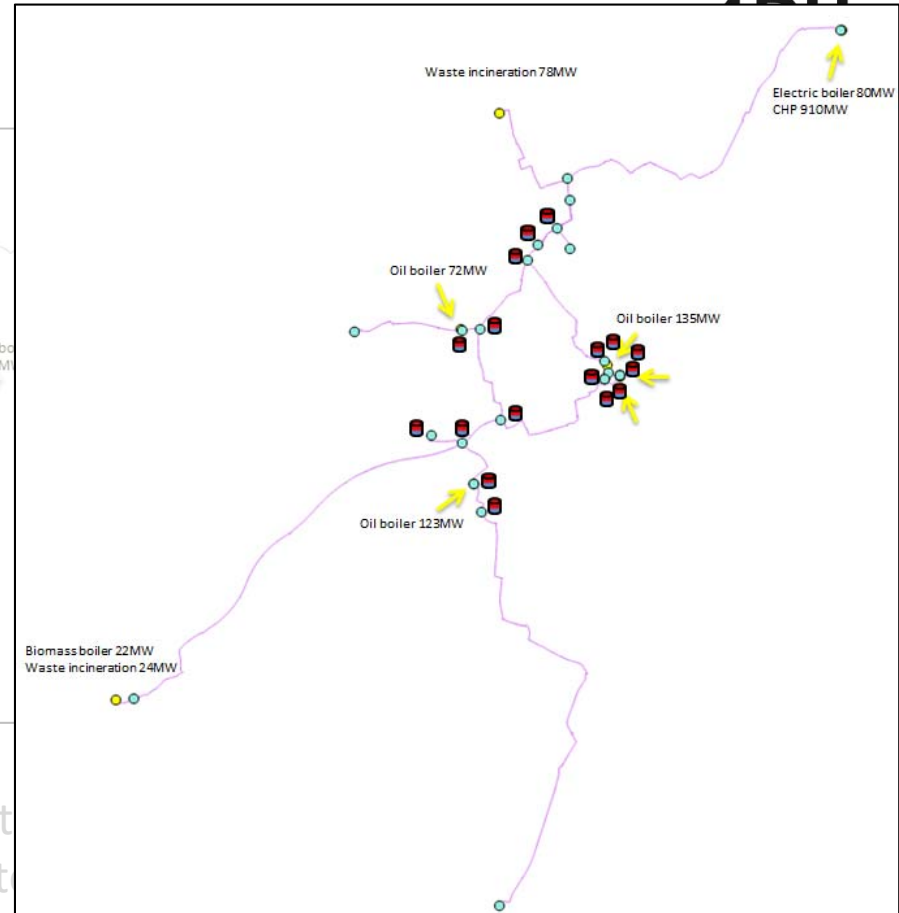 Waste incineration 78MW
Electric boiler 80MW
CHP 910MW
Oil boiler 72MW
Oil boiler 135MW
Oil boiler 123MW
Biomass boiler 22MW
Waste incineration 24MW